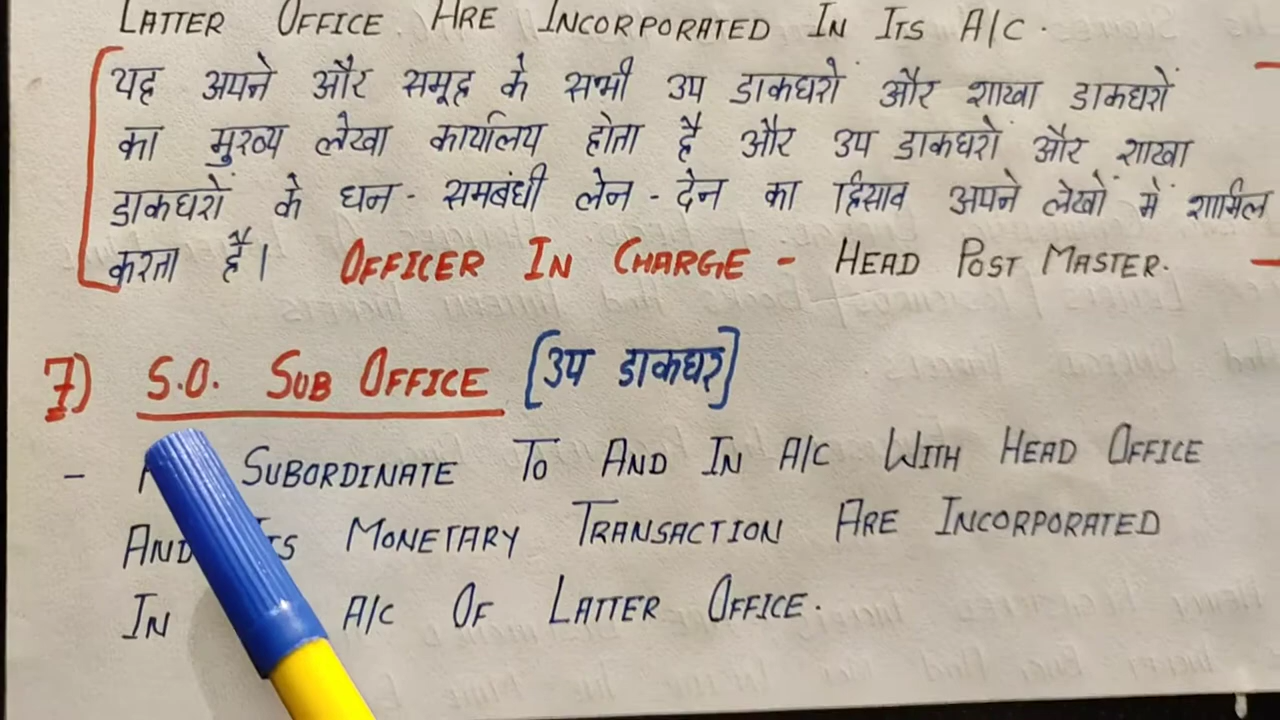 LATTER OFFICE ARE INCORPORATED IN ITS A/C.
यह अपने और समूह के सभी उप डाकघरों और शाखा डाकघरों
का मुख्य लेखा कार्यालय होता है और उप डाकघरों और शाखा
डाकघरों के धन - समबंधी लेन - देन का हिसाब अपने लेखों में शामिल
करता है। OFFICER IN CHARGE - HEAD POST MASTER.
7) S.O. SUB OFFICE [उप डाकघर]
- SUBORDINATE TO AND IN A/C WITH HEAD OFFICE
AND ITS MONETARY TRANSACTION ARE INCORPORATED
IN A/C OF LATTER OFFICE.